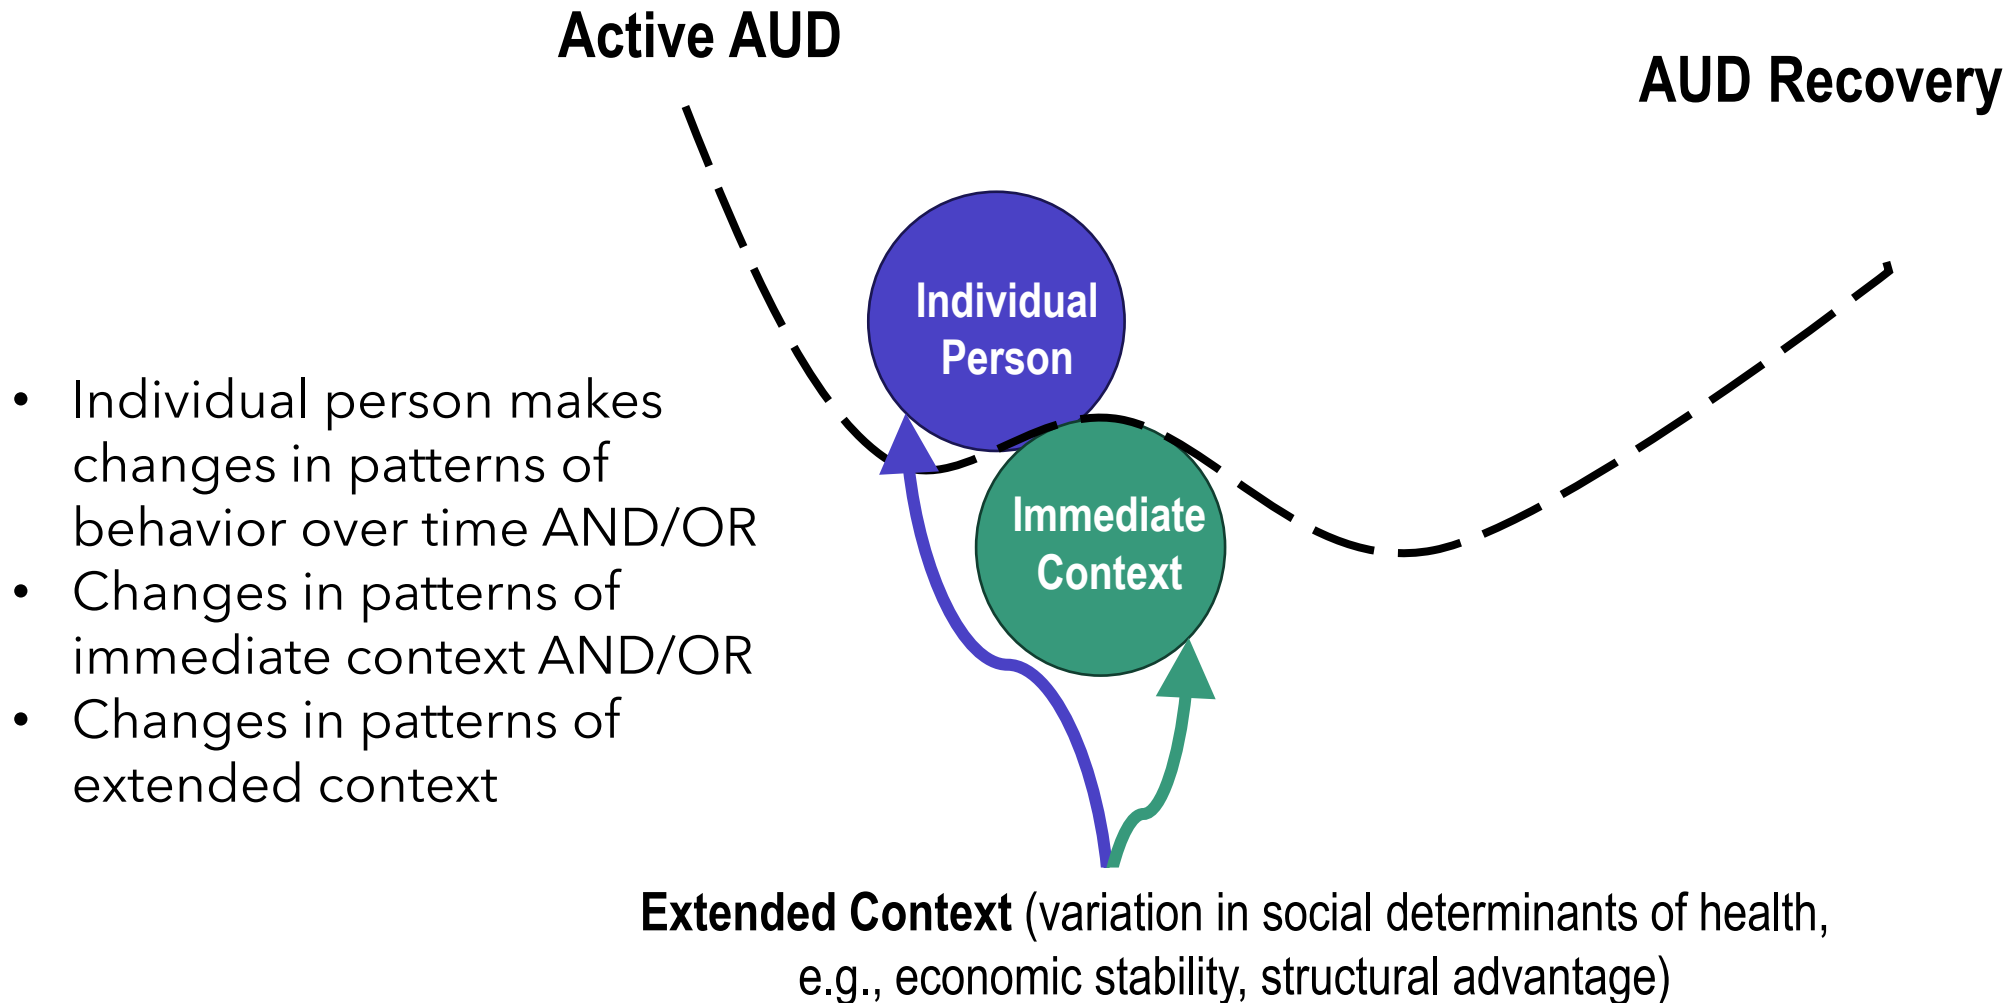 Active AUD
AUD Recovery
Individual
Person
• Individual person makes
changes in patterns of
behavior over time AND/OR
• Changes in patterns of
immediate context AND/OR
• Changes in patterns of
extended context
Immediate
Context
Extended Context (variation in social determinants of health,
e.g., economic stability, structural advantage)